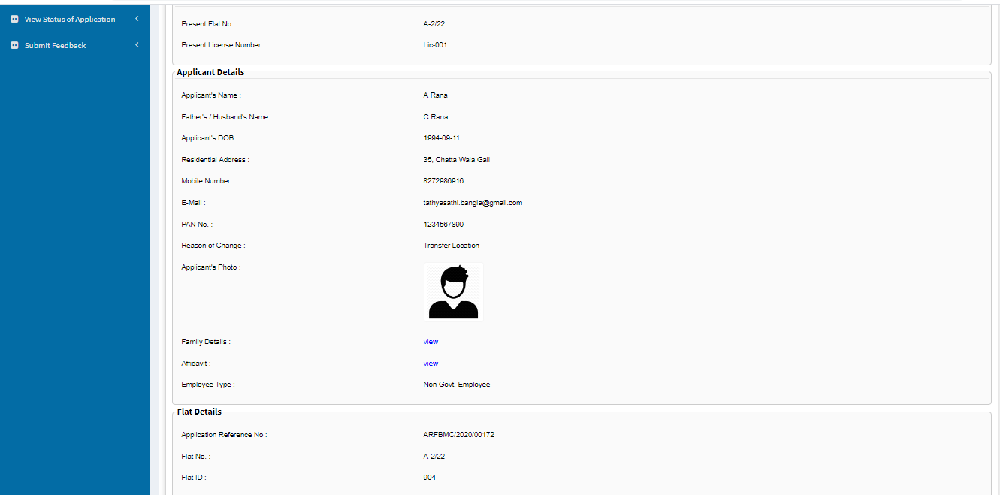 View Status of Application
Submit Feedback
Present Flat No. : A-2/22
Present License Number : Lic-001
Applicant Details
Applicant's Name : A Rana
Father's / Husband's Name : C Rana
Applicant's DOB : 1994-09-11
Residential Address : 35, Chatta Wala Gali
Mobile Number : 8272986916
E-Mail : tathyasathi.bangla@gmail.com
PAN No. : 1234567890
Reason of Change : Transfer Location
Applicant's Photo :
Family Details : view
Affidavit : view
Employee Type : Non Govt. Employee
Flat Details
Application Reference No : ARFBMC/2020/00172
Flat No. : A-2/22
Flat ID : 904